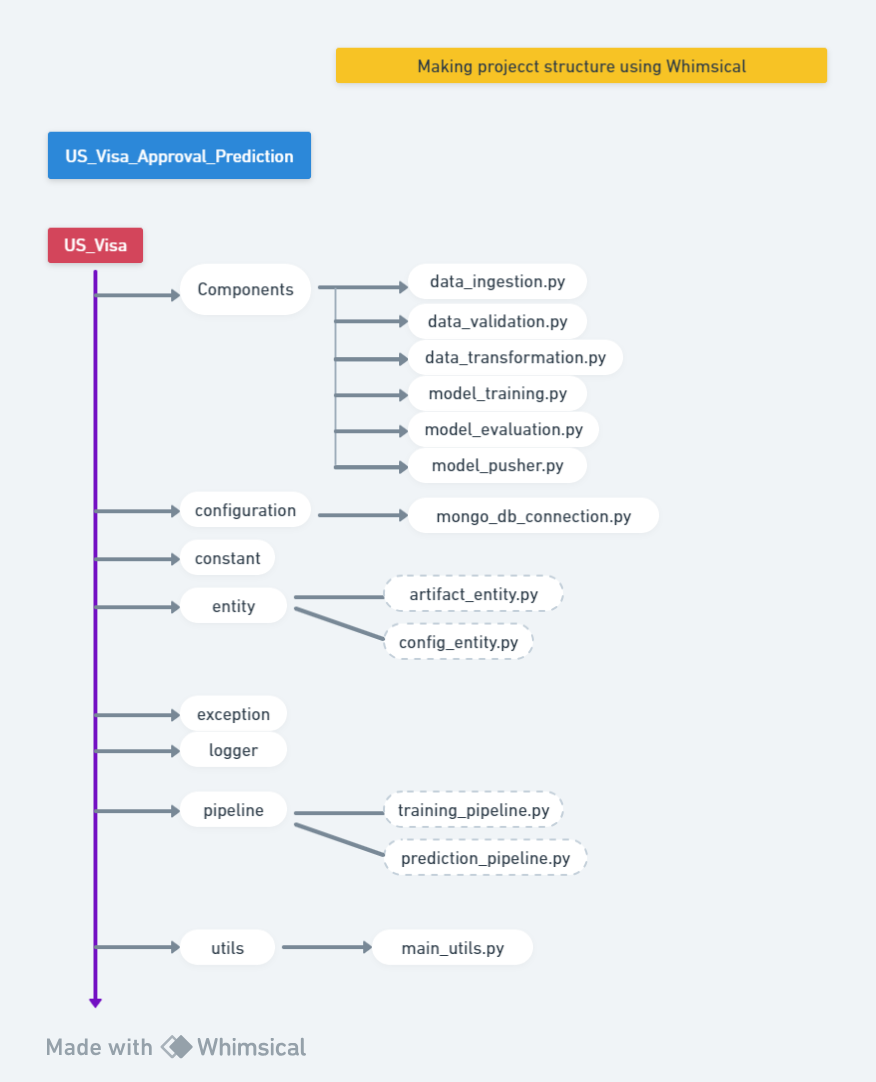 Making projecct structure using Whimsical
US_Visa_Approval_Prediction
US_Visa
Components
data_ingestion.py
data_validation.py
data_transformation.py
model_training.py
model_evaluation.py
model_pusher.py
configuration
mongo_db_connection.py
constant
entity
artifact_entity.py
config_entity.py
exception
logger
pipeline
training_pipeline.py
prediction_pipeline.py
utils
main_utils.py
Made with Whimsical